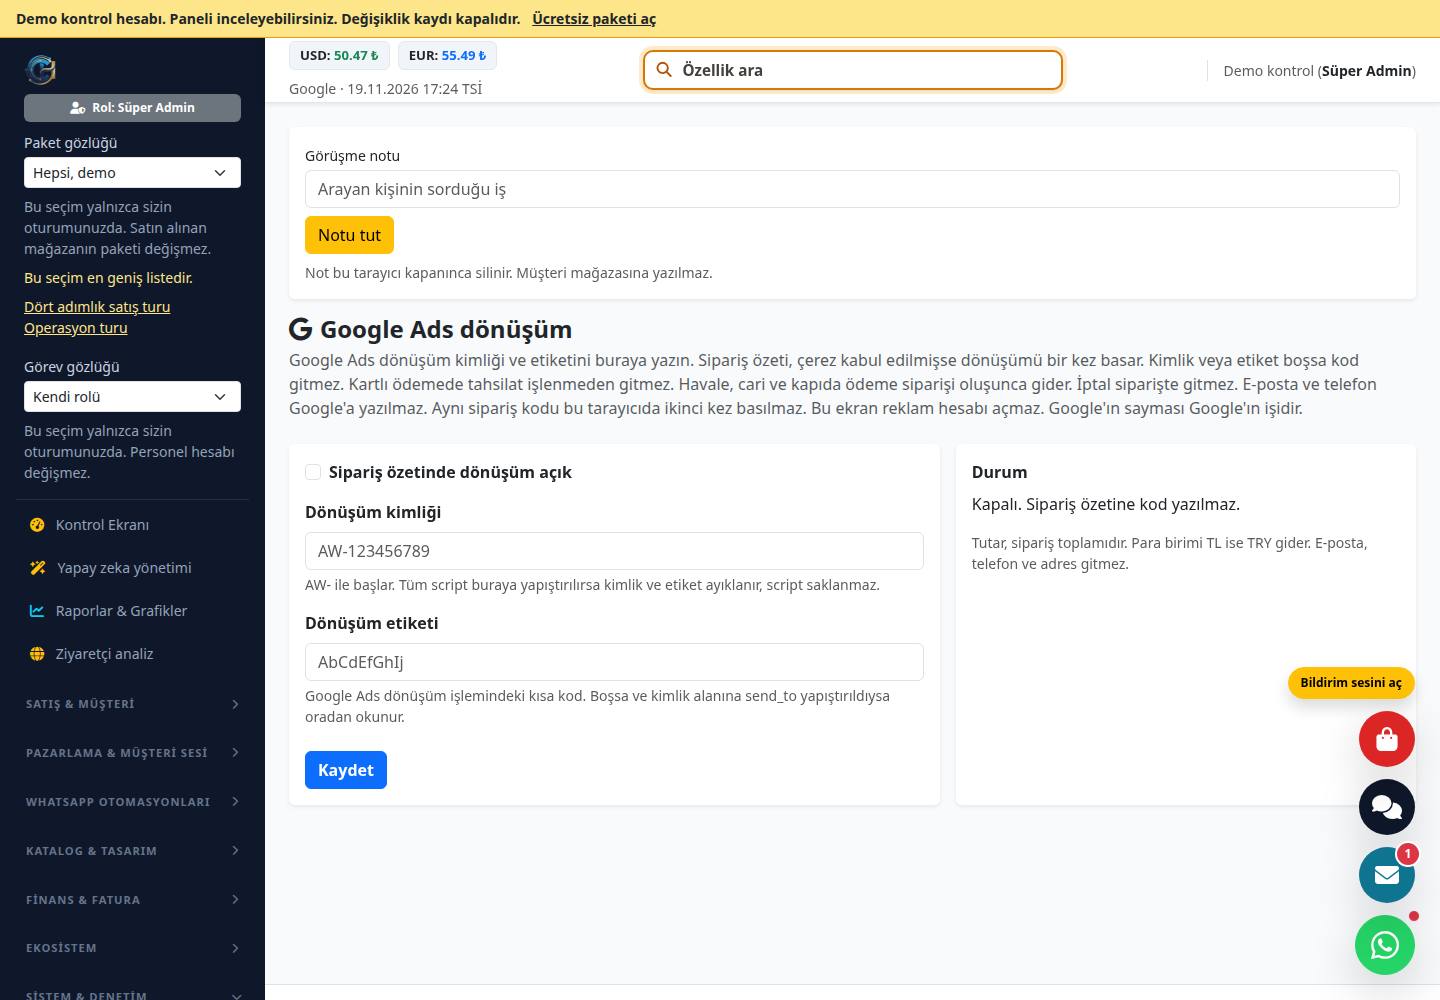 Demo kontrol hesabı. Paneli inceleyebilirsiniz. Değişiklik kaydı kapalıdır. Ücretsiz paketi aç
Rol: Süper Admin
Paket gözlüğü
Hepsi, demo
Bu seçim yalnızca sizin
oturumunuzda. Satın alınan
mağazanın paketi değişmez.
Bu seçim en geniş listedir.
Dört adımlık satış turu
Operasyon turu
Görev gözlüğü
Kendi rolü
Bu seçim yalnızca sizin
oturumunuzda. Personel hesabı
değişmez.
Kontrol Ekranı
Yapay zeka yönetimi
Raporlar & Grafikler
Ziyaretçi analiz
SATIŞ & MÜŞTERİ
PAZARLAMA & MÜŞTERİ SESİ
WHATSAPP OTOMASYONLARI
KATALOG & TASARIM
FİNANS & FATURA
EKOSİSTEM
SİSTEM & DENETİM
USD: 50.47 ₺ EUR: 55.49 ₺
Google · 19.11.2026 17:24 TSİ
Özellik ara
Demo kontrol (Süper Admin)
Görüşme notu
Arayan kişinin sorduğu iş
Notu tut
Not bu tarayıcı kapanınca silinir. Müşteri mağazasına yazılmaz.
Google Ads dönüşüm
Google Ads dönüşüm kimliği ve etiketini buraya yazın. Sipariş özeti, çerez kabul edilmişse dönüşümü bir kez basar. Kimlik veya etiket boşsa kod
gitmez. Kartlı ödemede tahsilat işlenmeden gitmez. Havale, cari ve kapıda ödeme siparişi oluşunca gider. İptal siparişte gitmez. E-posta ve telefon
Google'a yazılmaz. Aynı sipariş kodu bu tarayıcıda ikinci kez basılmaz. Bu ekran reklam hesabı açmaz. Google'ın sayması Google'ın işidir.
Sipariş özetinde dönüşüm açık
Dönüşüm kimliği
AW-123456789
AW- ile başlar. Tüm script buraya yapıştırılırsa kimlik ve etiket ayıklanır, script saklanmaz.
Dönüşüm etiketi
AbCdEfGhIj
Google Ads dönüşüm işlemindeki kısa kod. Boşsa ve kimlik alanına send_to yapıştırıldıysa
oradan okunur.
Kaydet
Durum
Kapalı. Sipariş özetine kod yazılmaz.
Tutar, sipariş toplamıdır. Para birimi TL ise TRY gider. E-posta,
telefon ve adres gitmez.
Bildirim sesini aç
1